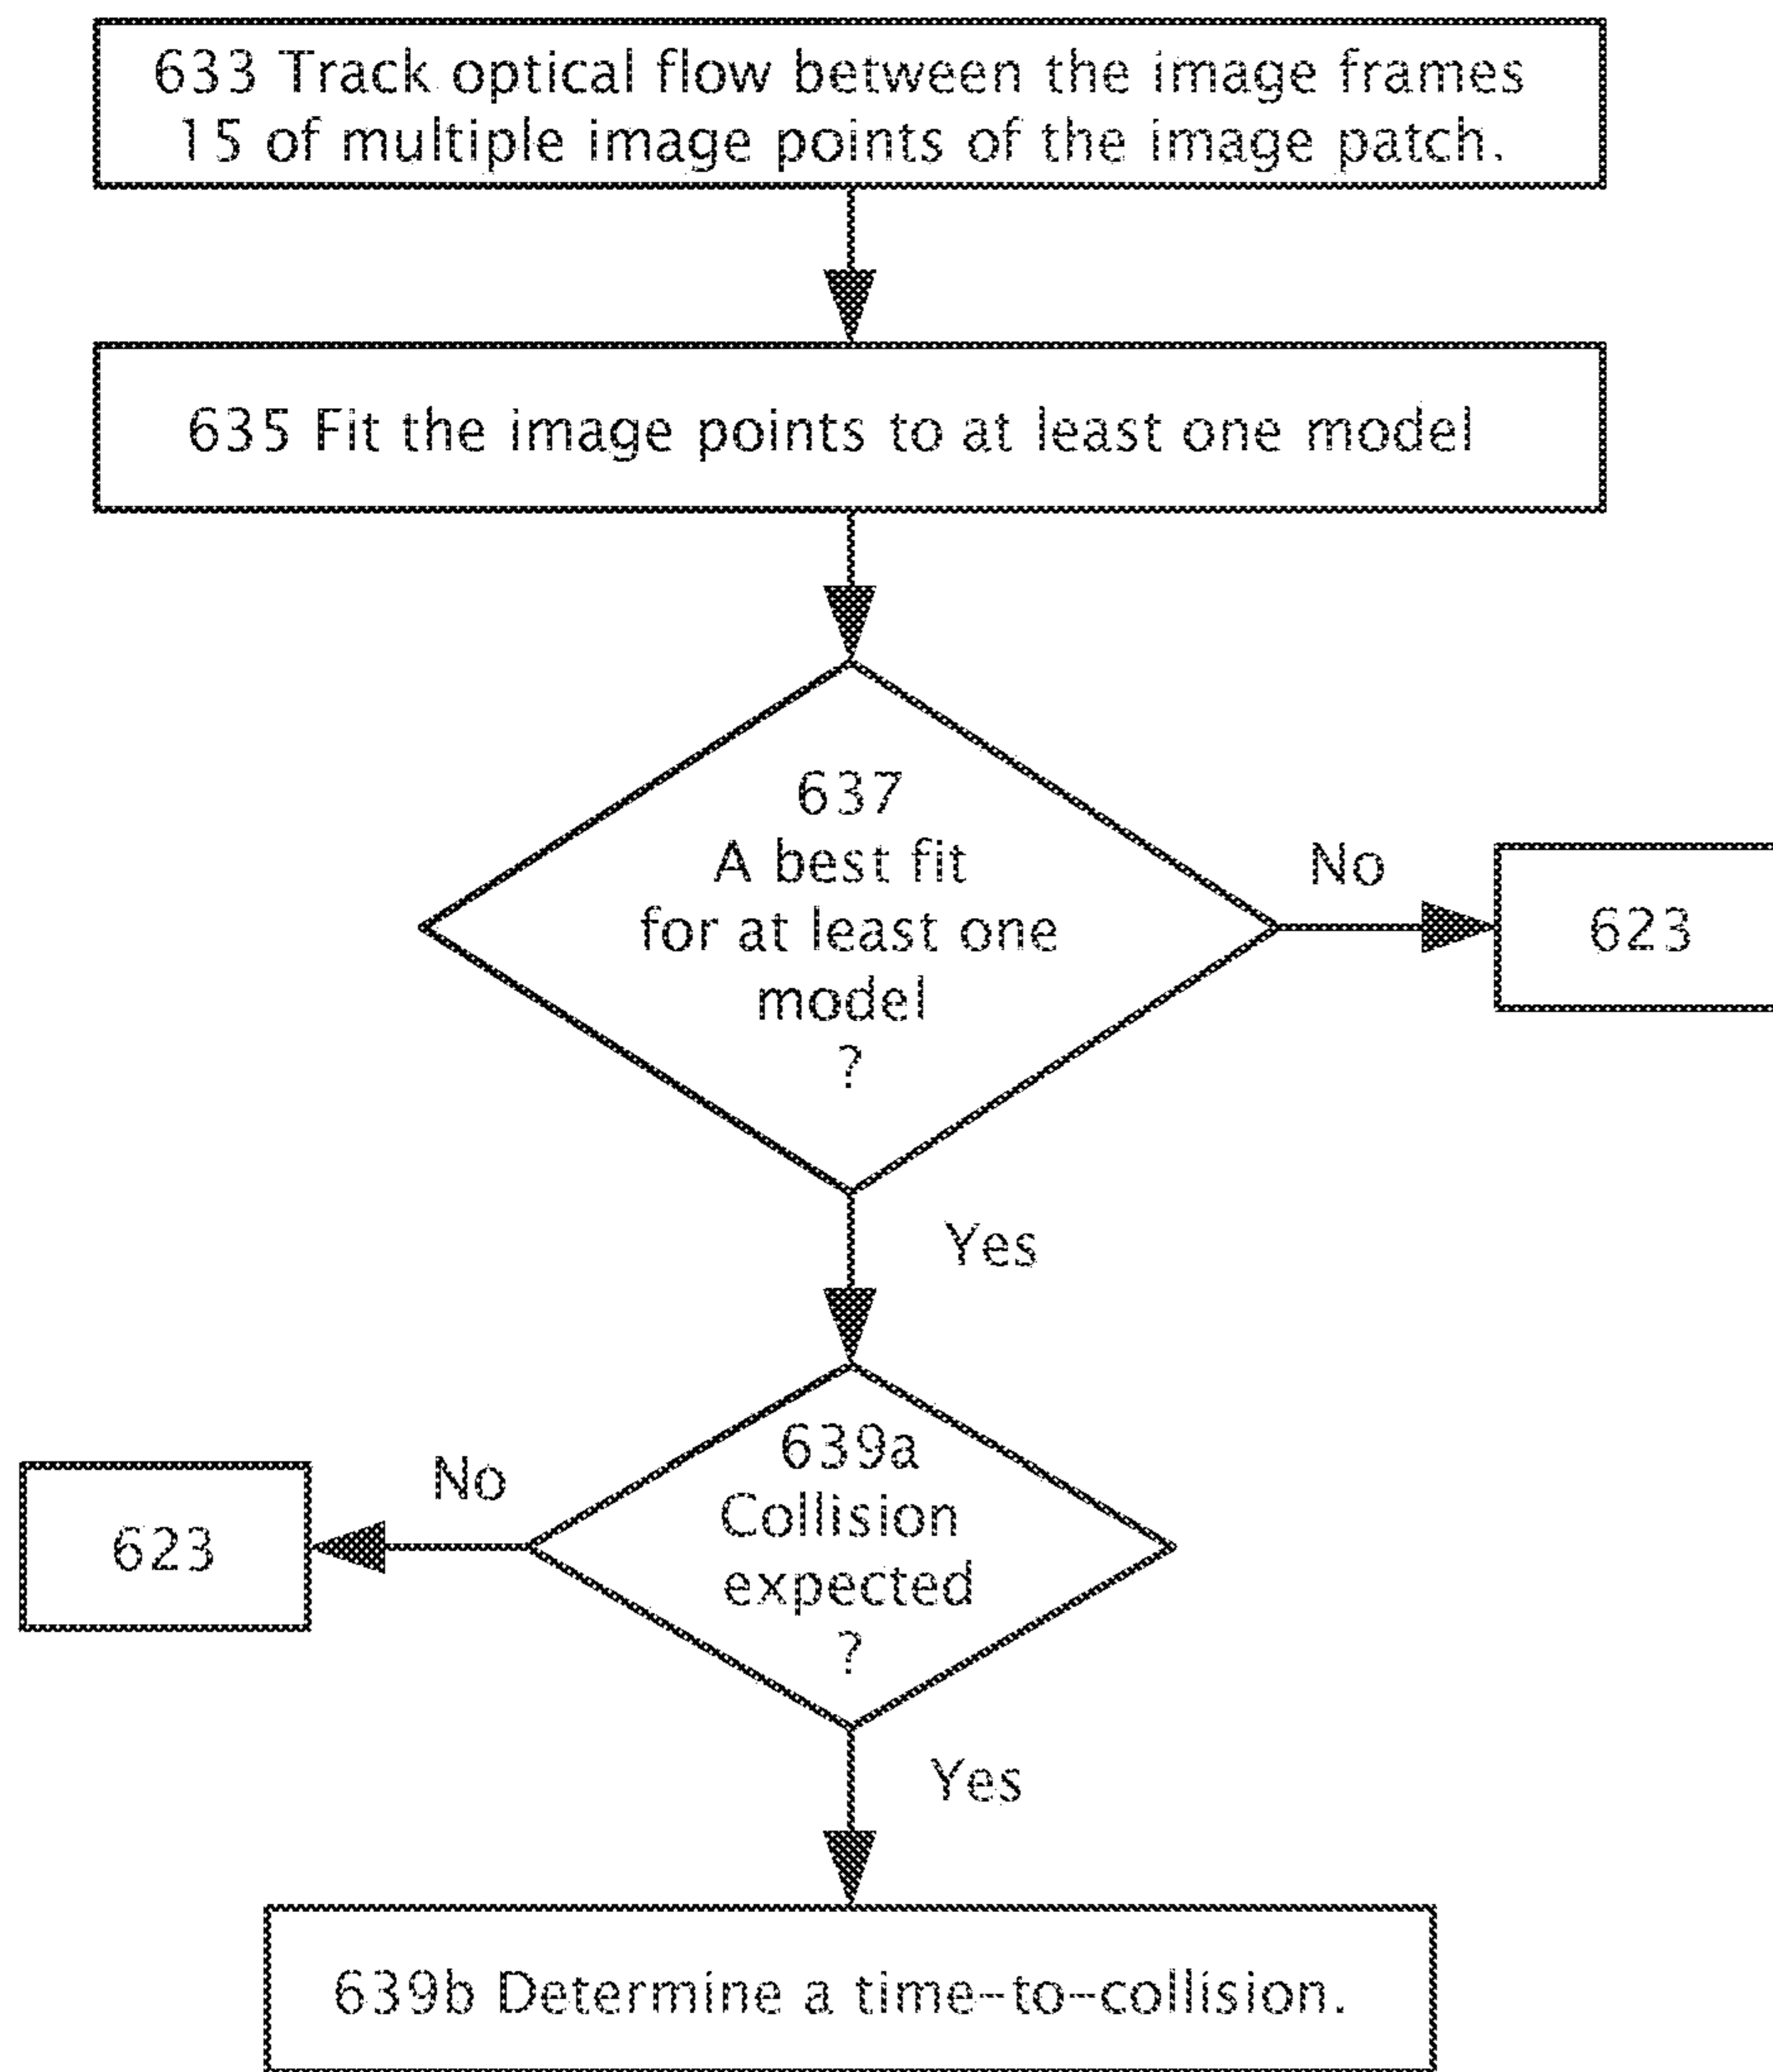 633 Track optical flow between the image frames
15 of multiple image points of the image patch.
635 Fit the image points to at least one model
637
A best fit
for at least one
model
?
No
623
Yes
639a
Collision
expected
?
No
623
Yes
639b Determine a time-to-collision.